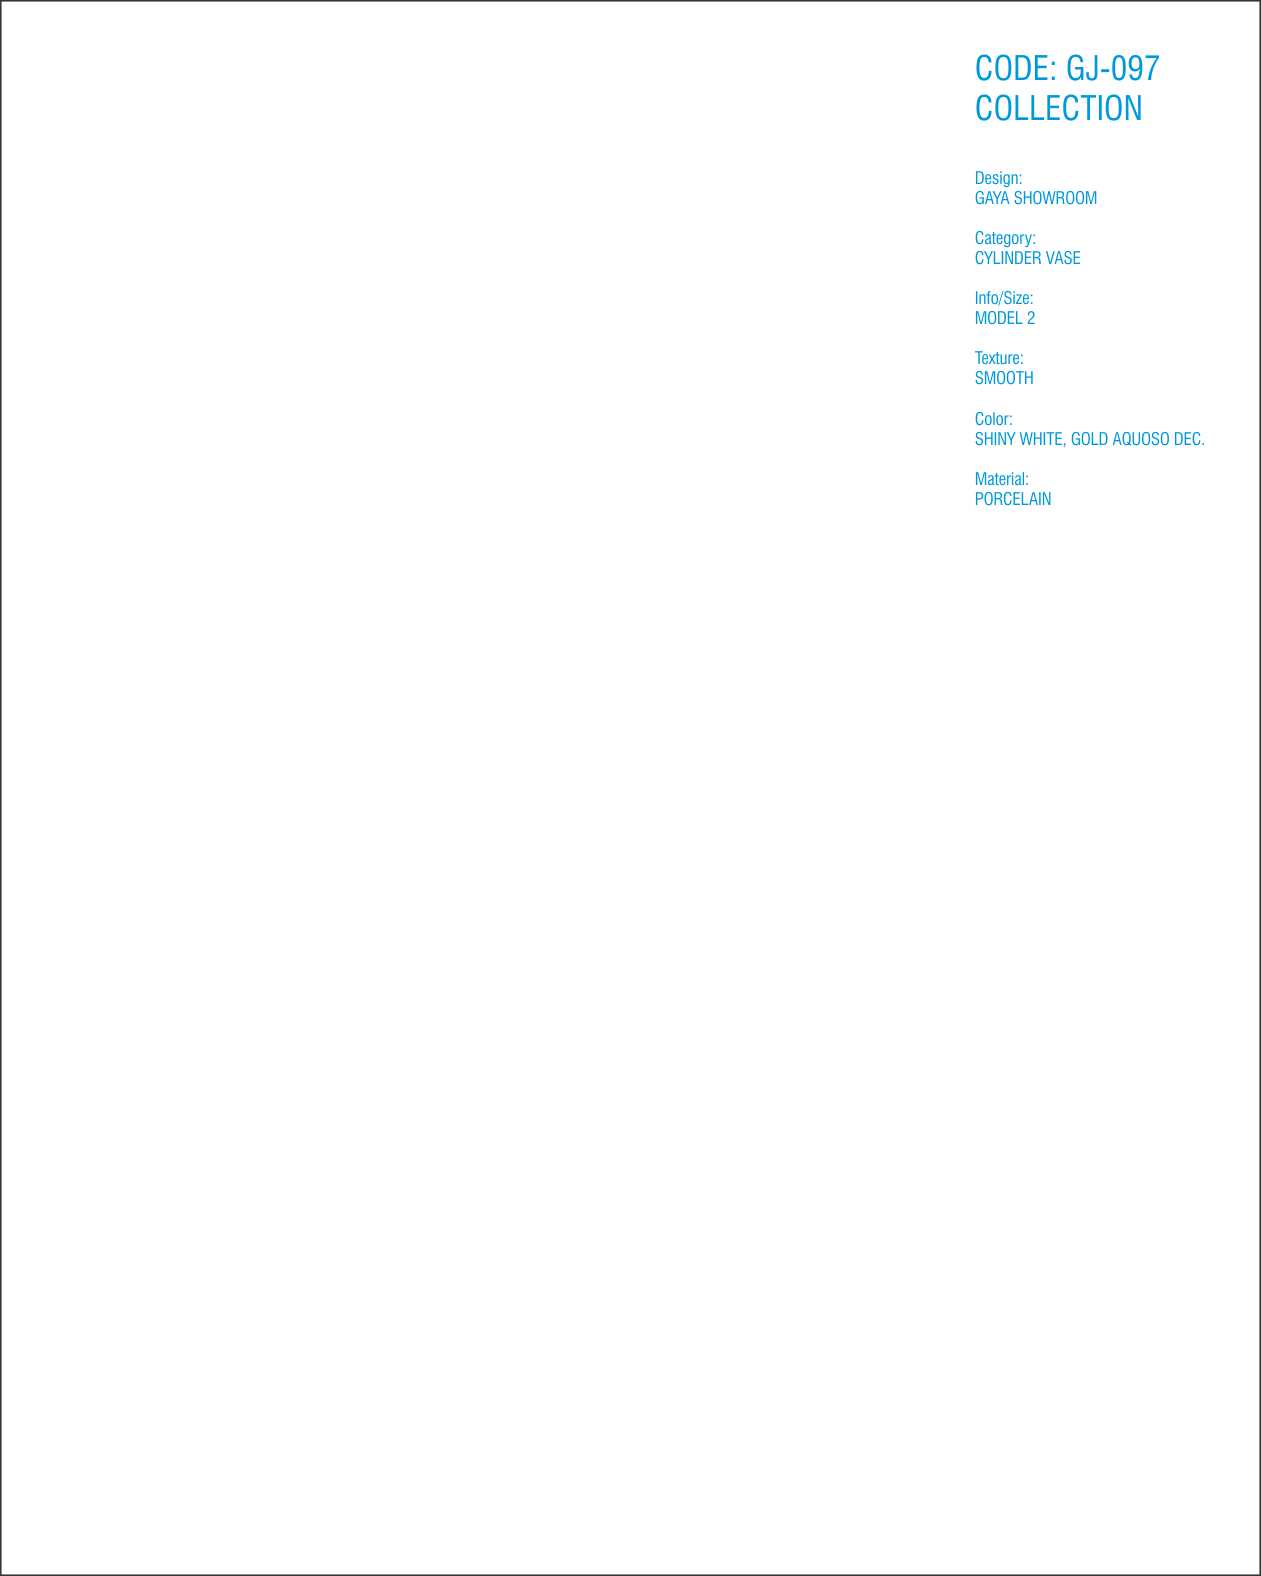 CODE: GJ-097
COLLECTION
Design:
GAYA SHOWROOM
Category:
CYLINDER VASE
Info/Size:
MODEL 2
Texture:
SMOOTH
Color:
SHINY WHITE, GOLD AQUOSO DEC.
Material:
PORCELAIN